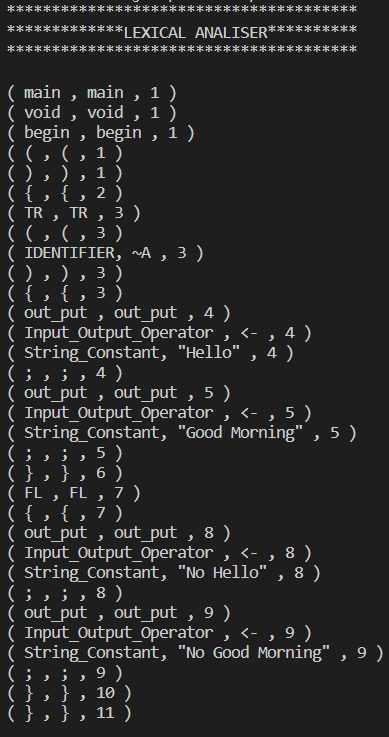 ***************************************
*************LEXICAL ANALISER**********
***************************************
( main , main , 1 )
( void , void , 1 )
( begin , begin , 1 )
( ( , ( , 1 )
( ) , ) , 1 )
( { , { , 2 )
( TR , TR , 3 )
( ( , ( , 3 )
( IDENTIFIER, ~A , 3 )
( ) , ) , 3 )
( { , { , 3 )
( out_put , out_put , 4 )
( Input_Output_Operator , <- , 4 )
( String_Constant, "Hello" , 4 )
( ; , ; , 4 )
( out_put , out_put , 5 )
( Input_Output_Operator , <- , 5 )
( String_Constant, "Good Morning" , 5 )
( ; , ; , 5 )
( } , } , 6 )
( FL , FL , 7 )
( { , { , 7 )
( out_put , out_put , 8 )
( Input_Output_Operator , <- , 8 )
( String_Constant, "No Hello" , 8 )
( ; , ; , 8 )
( out_put , out_put , 9 )
( Input_Output_Operator , <- , 9 )
( String_Constant, "No Good Morning" , 9 )
( ; , ; , 9 )
( } , } , 10 )
( } , } , 11 )